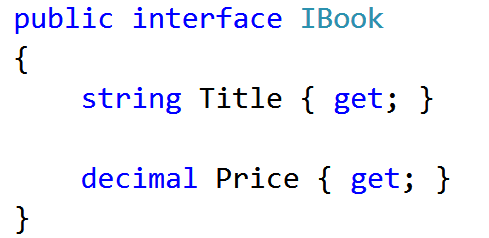 public interface IBook
{
    string Title { get; }

    decimal Price { get; }
}